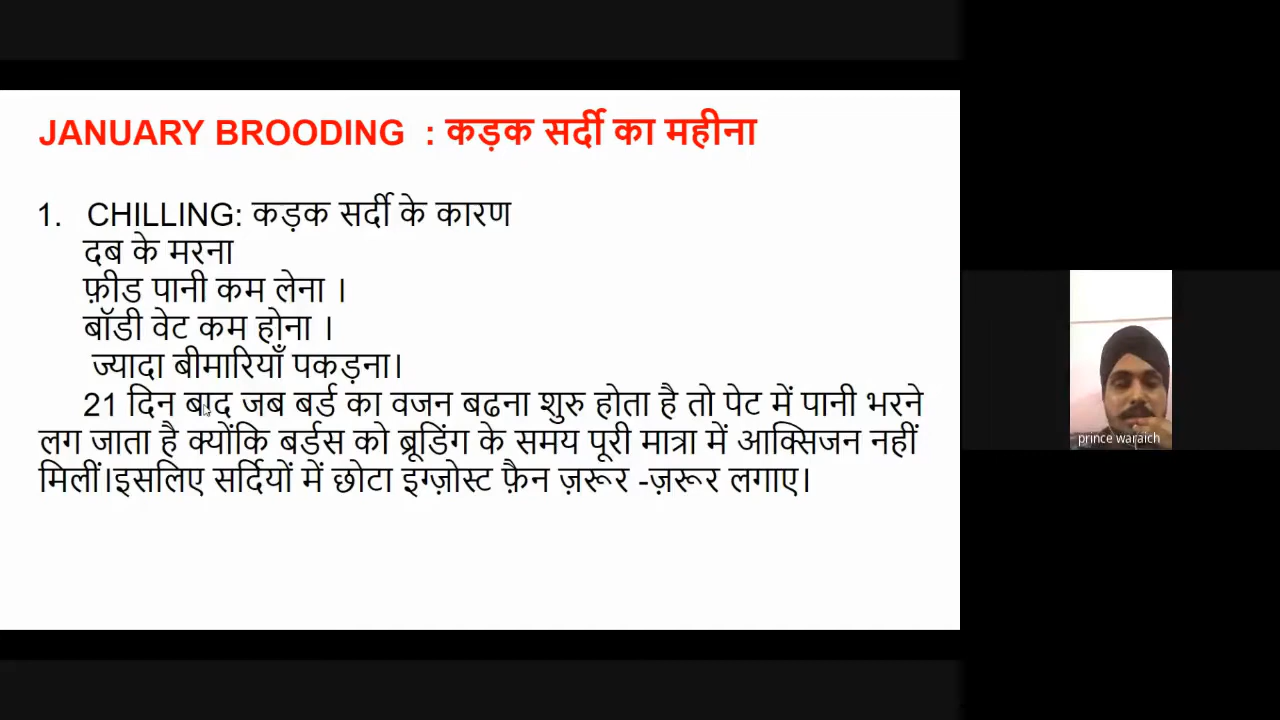 JANUARY BROODING : कड़क सर्दी का महीना
1. CHILLING: कड़क सर्दी के कारण
दब के मरना
फ़ीड पानी कम लेना ।
बॉडी वेट कम होना ।
ज्यादा बीमारियाँ पकड़ना।
21 दिन बाद जब बर्ड का वजन बढना शुरु होता है तो पेट में पानी भरने
लग जाता है क्योंकि बर्डस को ब्रूडिंग के समय पूरी मात्रा में आक्सिजन नहीं
मिलीं।इसलिए सर्दियों में छोटा इग्ज़ोस्ट फ़ैन ज़रूर -ज़रूर लगाए।
prince waraich